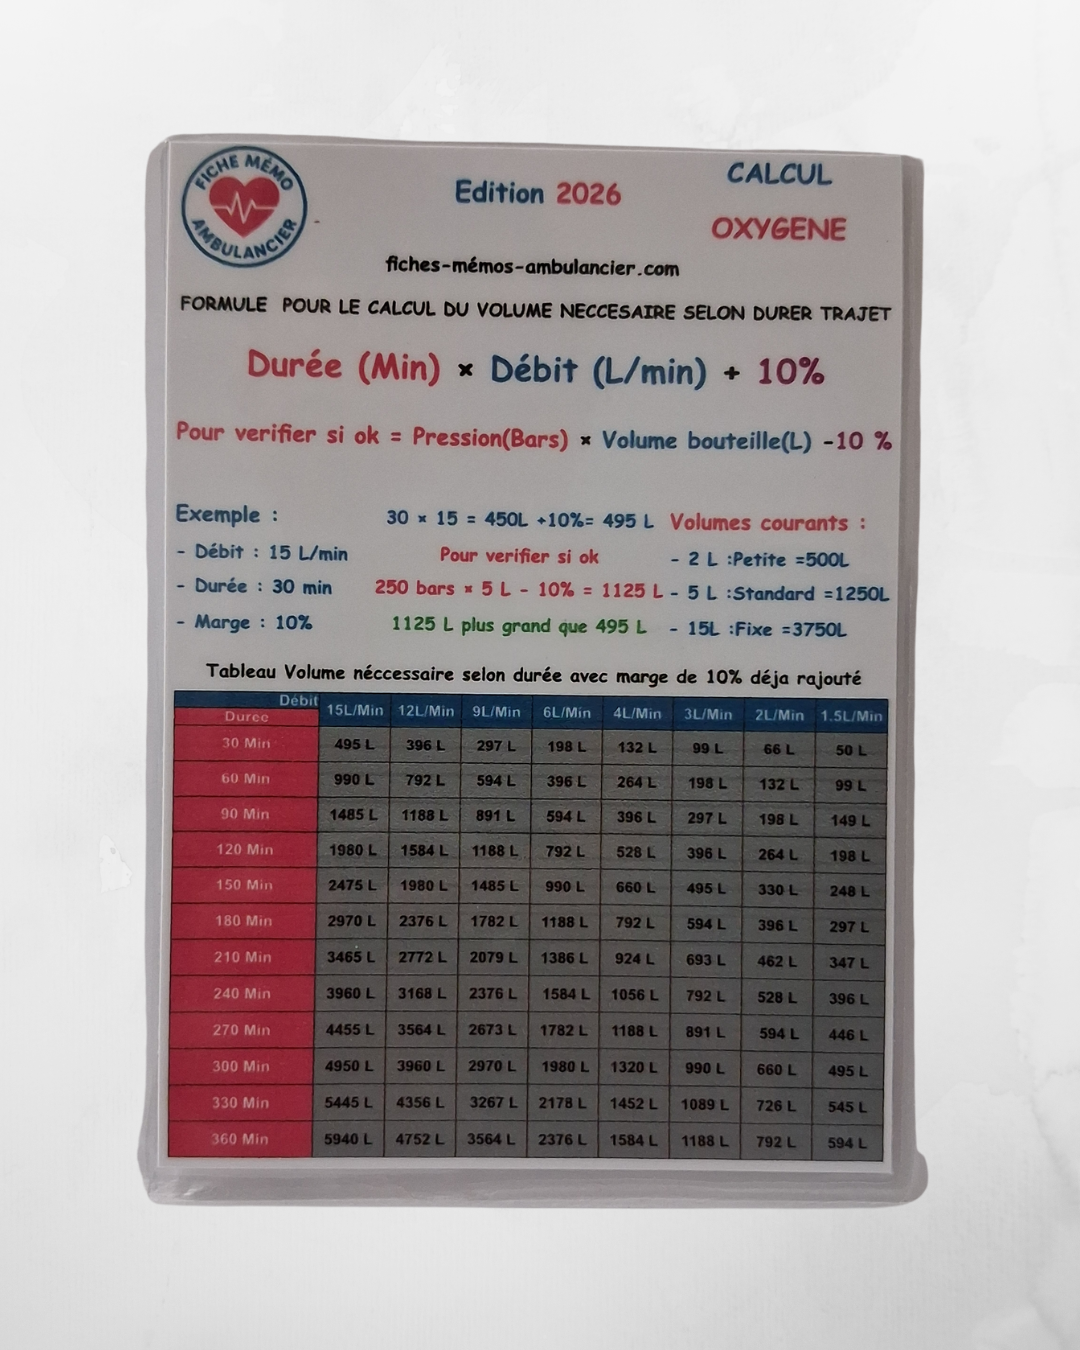 FICHE MÉMO
AMBULANCIER
Edition 2026
CALCUL
OXYGENE
fiches-mémos-ambulancier.com
FORMULE POUR LE CALCUL DU VOLUME NECCESAIRE SELON DURER TRAJET
Durée (Min) × Débit (L/min) + 10%
Pour verifier si ok = Pression(Bars) × Volume bouteille(L) -10 %
Exemple :
- Débit : 15 L/min
- Durée : 30 min
- Marge : 10%
30 × 15 = 450L +10%= 495 L
Pour verifier si ok
250 bars × 5 L - 10% = 1125 L
1125 L plus grand que 495 L
Volumes courants :
- 2 L :Petite =500L
- 5 L :Standard =1250L
- 15L :Fixe =3750L
Tableau Volume néccessaire selon durée avec marge de 10% déja rajouté
Débit 15L/Min 12L/Min 9L/Min 6L/Min 4L/Min 3L/Min 2L/Min 1.5L/Min
Duree
30 Min 495 L 396 L 297 L 198 L 132 L 99 L 66 L 50 L
60 Min 990 L 792 L 594 L 396 L 264 L 198 L 132 L 99 L
90 Min 1485 L 1188 L 891 L 594 L 396 L 297 L 198 L 149 L
120 Min 1980 L 1584 L 1188 L 792 L 528 L 396 L 264 L 198 L
150 Min 2475 L 1980 L 1485 L 990 L 660 L 495 L 330 L 248 L
180 Min 2970 L 2376 L 1782 L 1188 L 792 L 594 L 396 L 297 L
210 Min 3465 L 2772 L 2079 L 1386 L 924 L 693 L 462 L 347 L
240 Min 3960 L 3168 L 2376 L 1584 L 1056 L 792 L 528 L 396 L
270 Min 4455 L 3564 L 2673 L 1782 L 1188 L 891 L 594 L 446 L
300 Min 4950 L 3960 L 2970 L 1980 L 1320 L 990 L 660 L 495 L
330 Min 5445 L 4356 L 3267 L 2178 L 1452 L 1089 L 726 L 545 L
360 Min 5940 L 4752 L 3564 L 2376 L 1584 L 1188 L 792 L 594 L